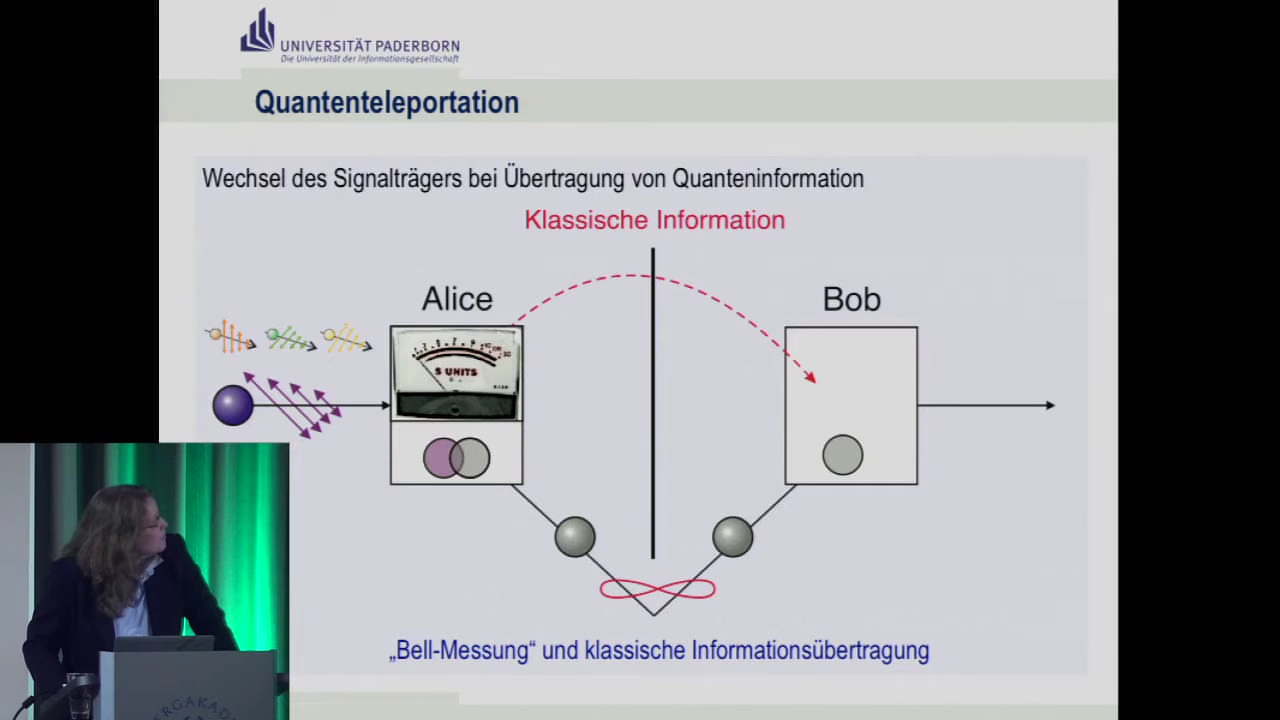 UNIVERSITÄT PADERBORN
Die Universität der Informationsgesellschaft
Quantenteleportation
Wechsel des Signalträgers bei Übertragung von Quanteninformation
Klassische Information
Alice
Bob
S UNITS
„Bell-Messung“ und klassische Informationsübertragung